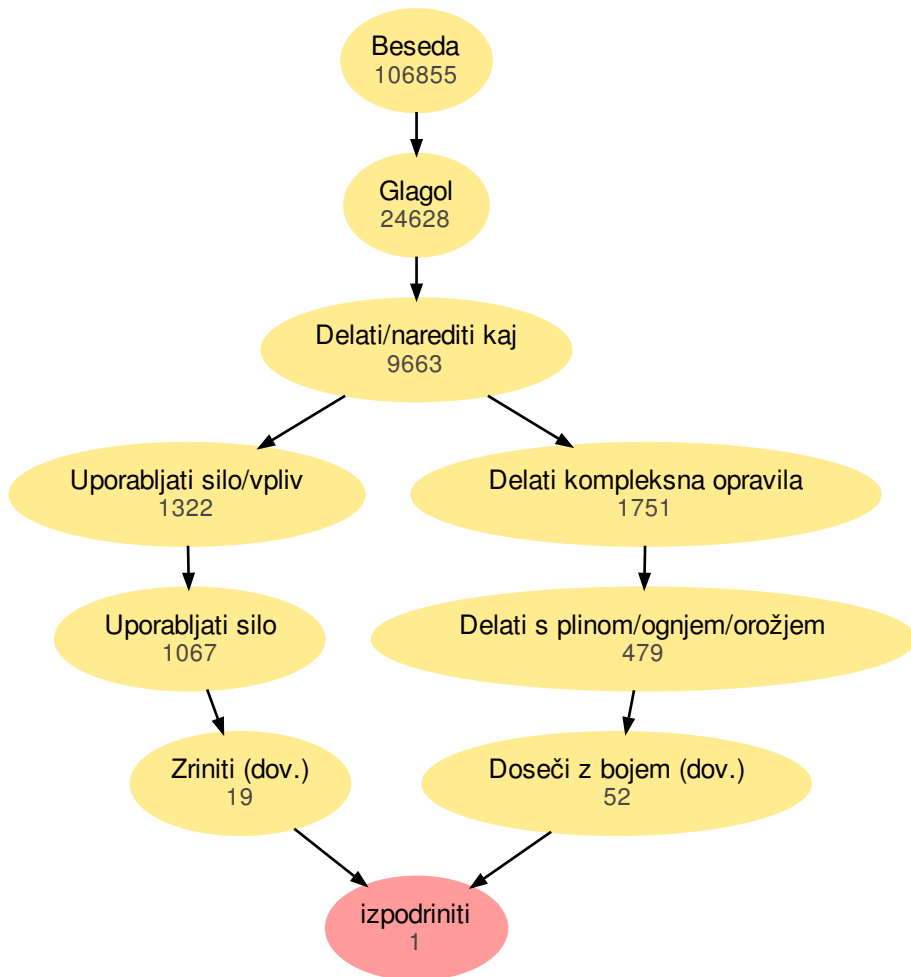 Beseda
106855
Glagol
24628
Delati/narediti kaj
9663
Uporabljati silo/vpliv
1322
Delati kompleksna opravila
1751
Uporabljati silo
1067
Delati s plinom/ognjem/orožjem
479
Zriniti (dov.)
19
Doseči z bojem (dov.)
52
izpodriniti
1